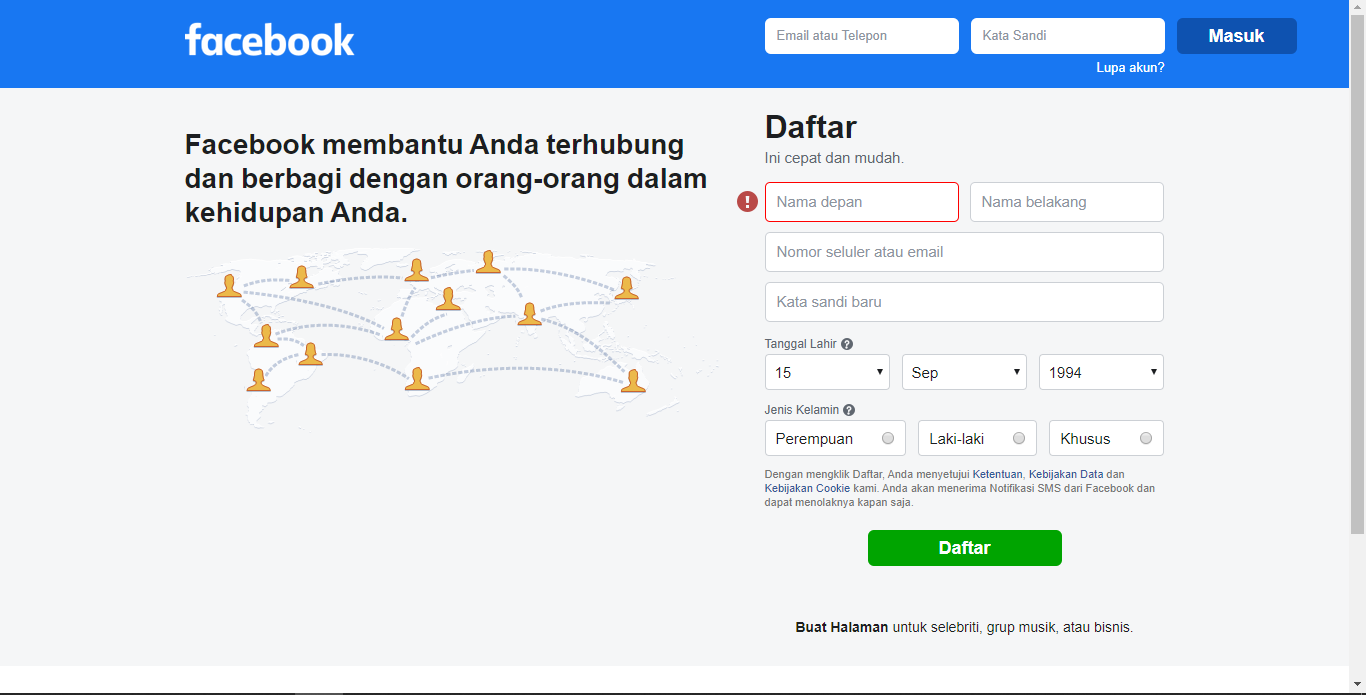 facebook
Email atau Telepon
Kata Sandi
Masuk
Lupa akun?
Facebook membantu Anda terhubung
dan berbagi dengan orang-orang dalam
kehidupan Anda.
Daftar
Ini cepat dan mudah.
Nama depan
Nama belakang
Nomor seluler atau email
Kata sandi baru
Tanggal Lahir
15
Sep
1994
Jenis Kelamin
Perempuan
Laki-laki
Khusus
Dengan mengklik Daftar, Anda menyetujui Ketentuan, Kebijakan Data dan
Kebijakan Cookie kami. Anda akan menerima Notifikasi SMS dari Facebook dan
dapat menolaknya kapan saja.
Daftar
Buat Halaman untuk selebriti, grup musik, atau bisnis.